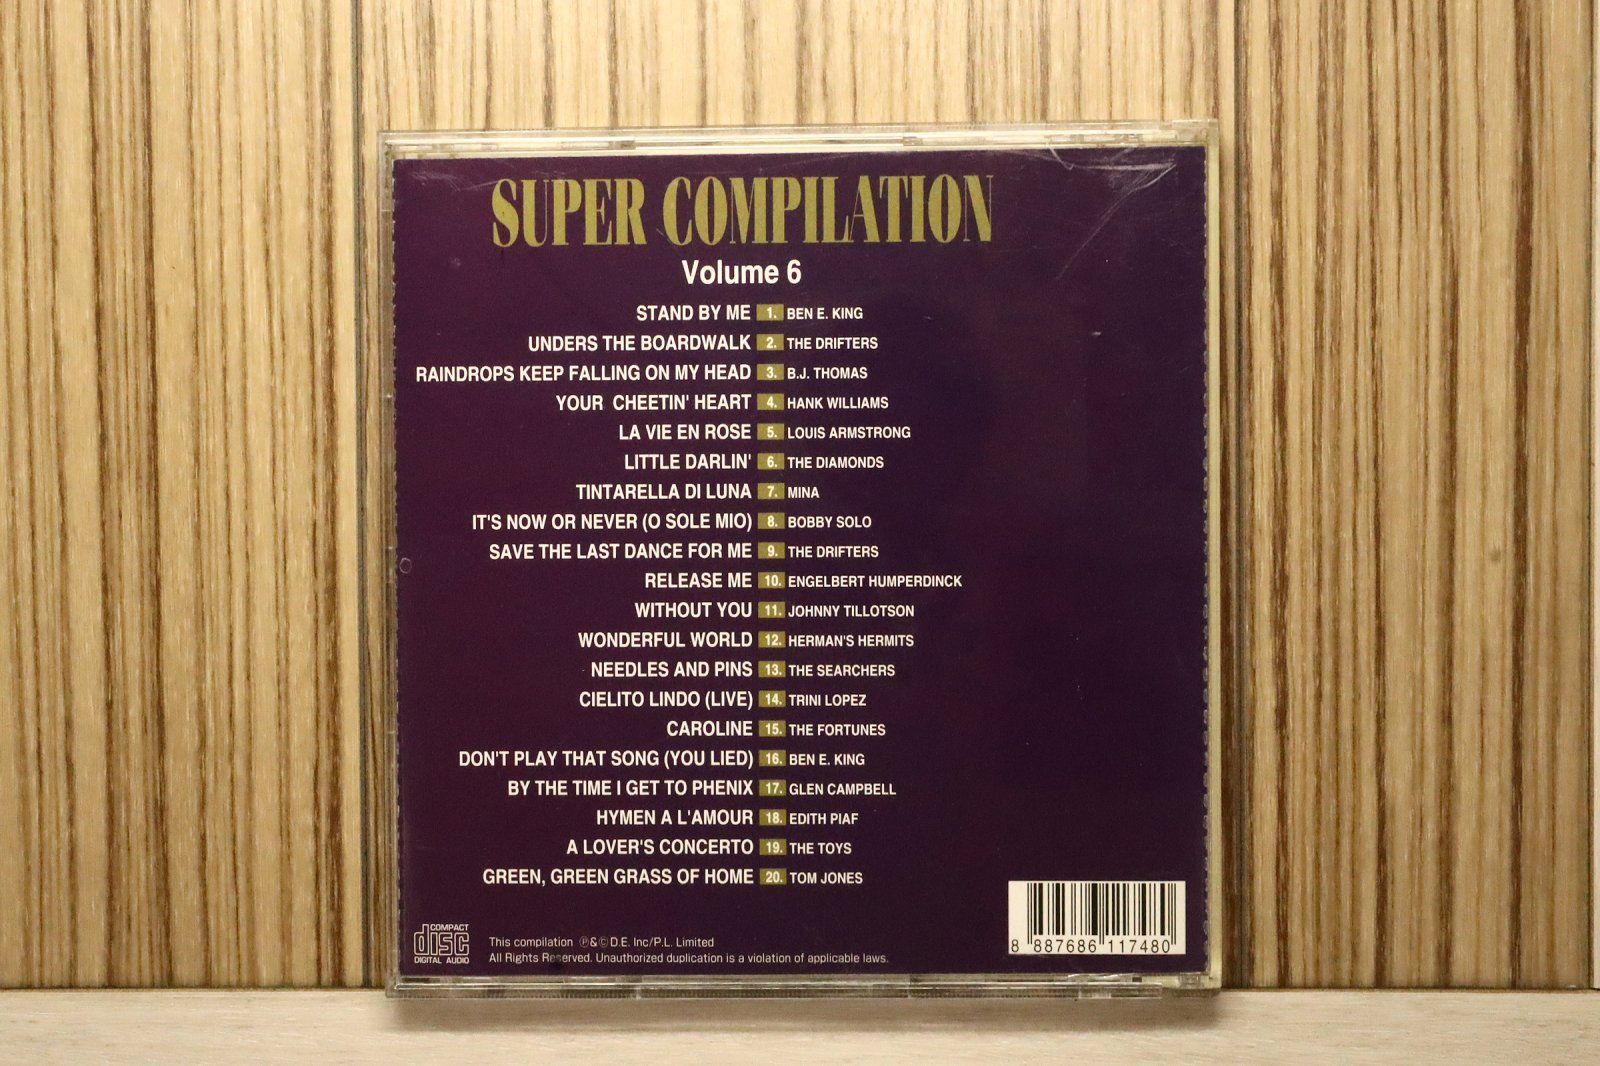 SUPER COMPILATION
Volume 6
STAND BY ME 1. BEN E. KING
UNDERS THE BOARDWALK 2. THE DRIFTERS
RAINDROPS KEEP FALLING ON MY HEAD 3. B.J. THOMAS
YOUR CHEETIN' HEART 4. HANK WILLIAMS
LA VIE EN ROSE 5. LOUIS ARMSTRONG
LITTLE DARLIN' 6. THE DIAMONDS
TINTARELLA DI LUNA 7. MINA
IT'S NOW OR NEVER (O SOLE MIO) 8. BOBBY SOLO
SAVE THE LAST DANCE FOR ME 9. THE DRIFTERS
RELEASE ME 10. ENGELBERT HUMPERDINCK
WITHOUT YOU 11. JOHNNY TILLOTSON
WONDERFUL WORLD 12. HERMAN'S HERMITS
NEEDLES AND PINS 13. THE SEARCHERS
CIELITO LINDO (LIVE) 14. TRINI LOPEZ
CAROLINE 15. THE FORTUNES
DON'T PLAY THAT SONG (YOU LIED) 16. BEN E. KING
BY THE TIME I GET TO PHENIX 17. GLEN CAMPBELL
HYMEN A L'AMOUR 18. EDITH PIAF
A LOVER'S CONCERTO 19. THE TOYS
GREEN, GREEN GRASS OF HOME 20. TOM JONES
COMPACT
disc
DIGITAL AUDIO
This compilation ℗&©D.E. Inc/P.L. Limited
All Rights Reserved. Unauthorized duplication is a violation of applicable laws.
8 887686 117480